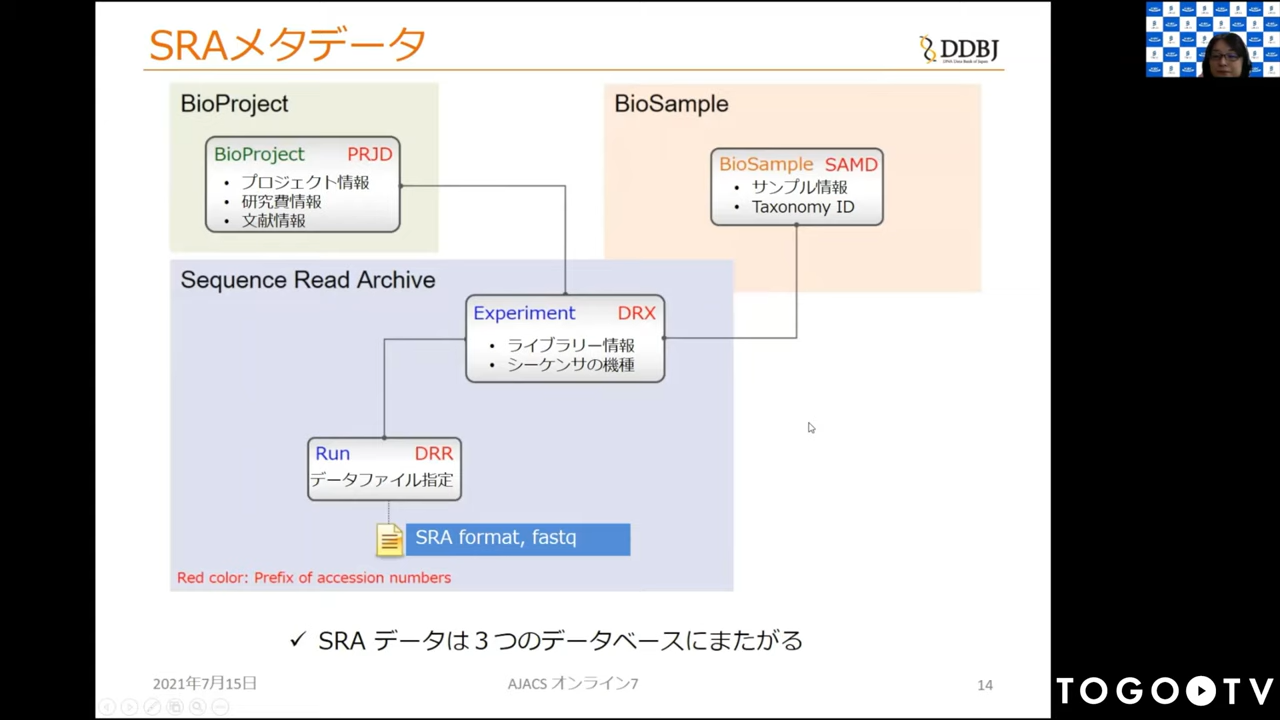 SRAメタデータ
DDBJ
DNA Data Bank of Japan
BioProject
BioProject PRJD
• プロジェクト情報
• 研究費情報
• 文献情報
BioSample
BioSample SAMD
• サンプル情報
• Taxonomy ID
Sequence Read Archive
Experiment DRX
• ライブラリー情報
• シーケンサの機種
Run DRR
データファイル指定
SRA format, fastq
Red color: Prefix of accession numbers
✓ SRA データは３つのデータベースにまたがる
2021年7月15日
AJACS オンライン7
14
TOGO TV